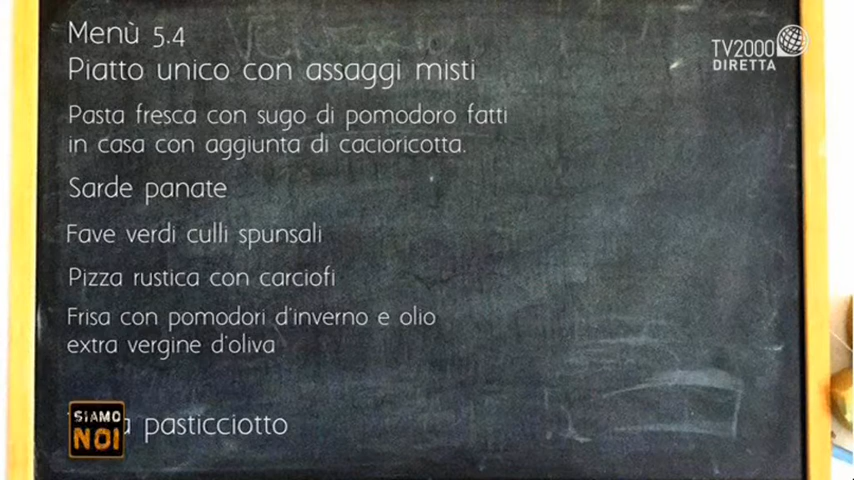 Menù 5.4
TV2000
DIRETTA
Piatto unico con assaggi misti
Pasta fresca con sugo di pomodoro fatti
in casa con aggiunta di cacioricotta.
Sarde panate
Fave verdi culli spunsali
Pizza rustica con carciofi
Frisa con pomodori d'inverno e olio
extra vergine d'oliva
SIAMO
NOI
pasticciotto